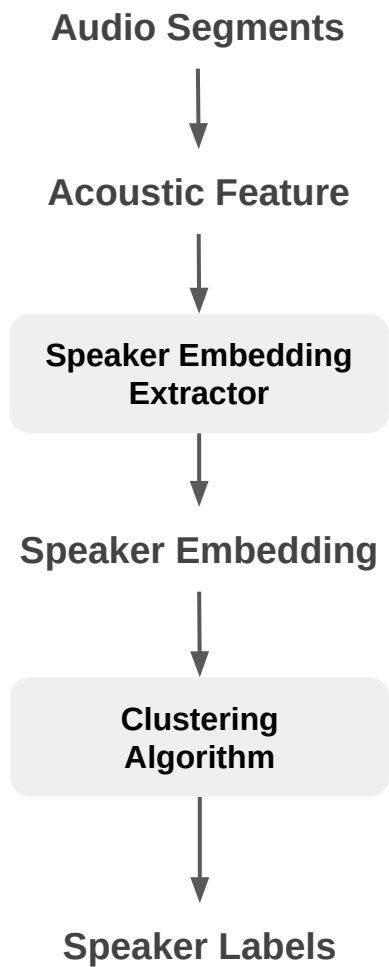 Audio Segments
Acoustic Feature
Speaker Embedding
Extractor
Speaker Embedding
Clustering
Algorithm
Speaker Labels